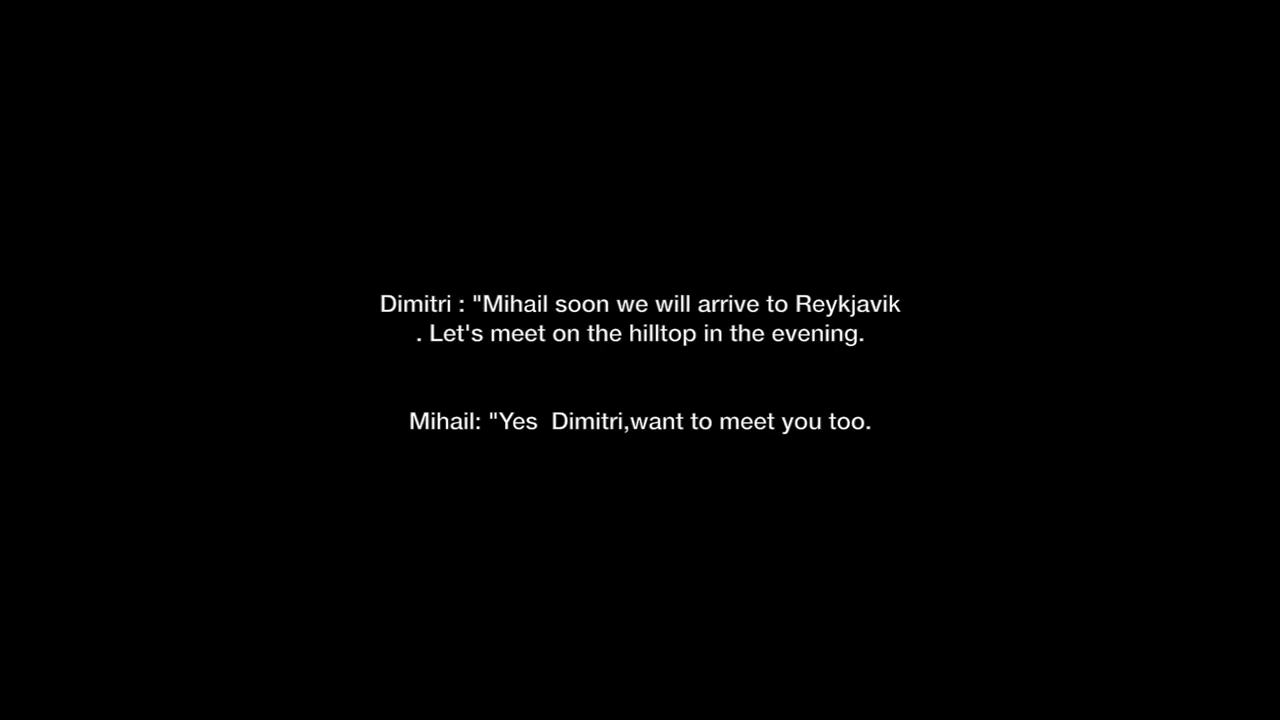 Dimitri : "Mihail soon we will arrive to Reykjavik
. Let's meet on the hilltop in the evening.
Mihail: "Yes  Dimitri,want to meet you too.